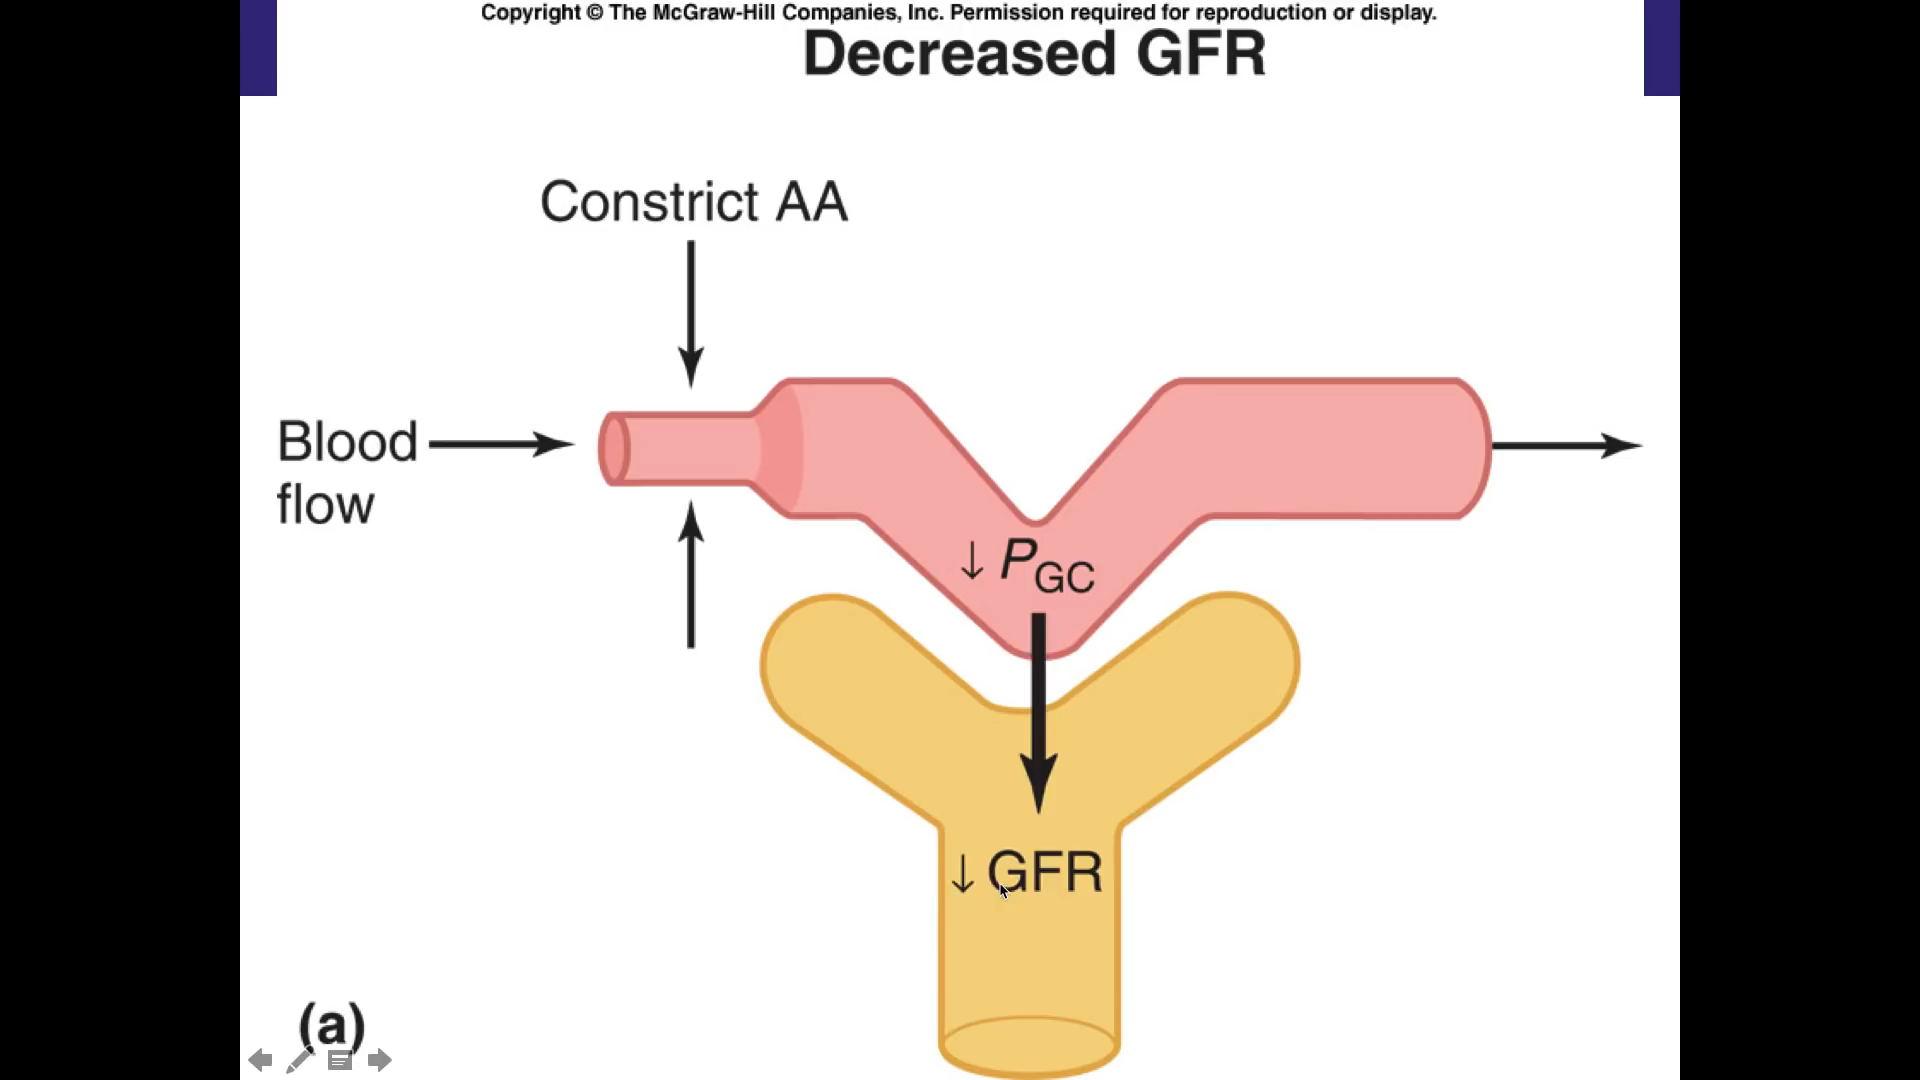 Copyright © The McGraw-Hill Companies, Inc. Permission required for reproduction or display.
Decreased GFR
Constrict AA
Blood
flow
↓ PGC
↓ GFR
(a)